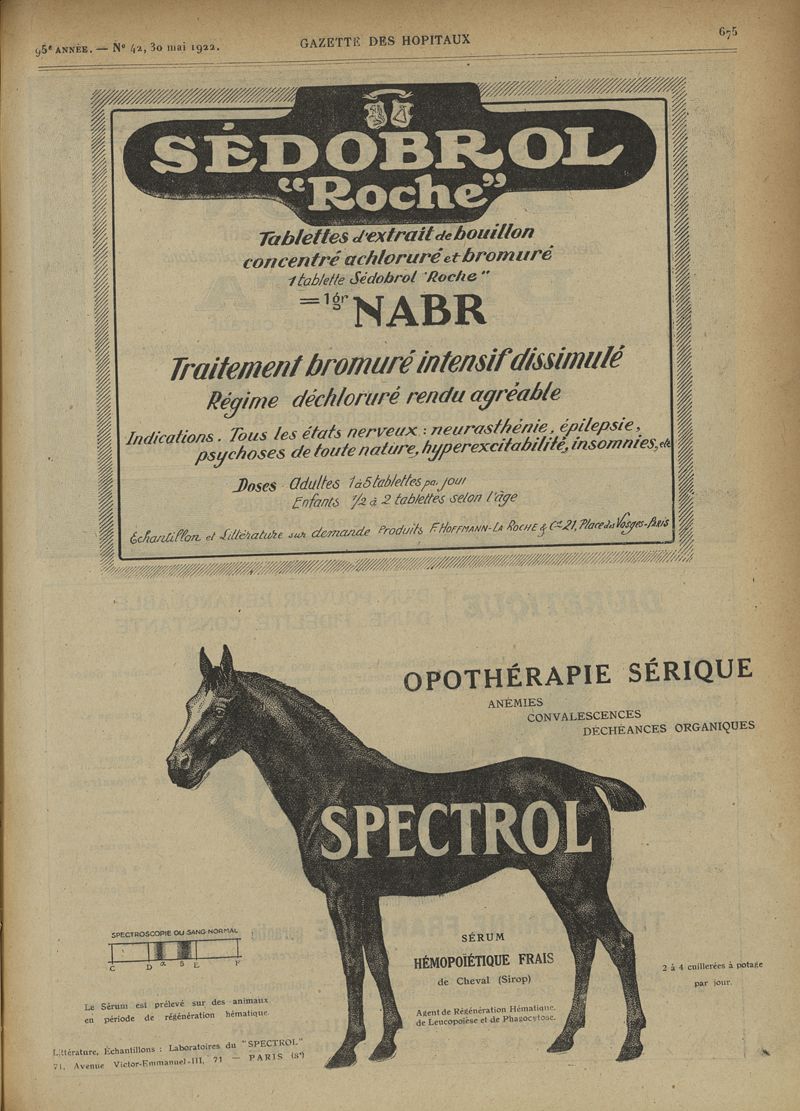 95e ANNÉE. — No 42, 30 mai 1922.
GAZETTE DES HOPITAUX
675
SÉDOBROL
"Roche"
Tablettes d'extrait de bouillon
concentré achloruré et bromuré
1 tablette Sédobrol "Roche"
= 1gr NABR
Traitement bromuré intensif dissimulé
Régime déchloruré rendu agréable
Indications. Tous les états nerveux : neurasthénie, épilepsie,
psychoses de toute nature, hyperexcitabilité, insomnies, etc
Doses Adultes 1 à 5 tablettes pa. jour
Enfants 1/2 à 2 tablettes selon l'âge
Échantillon et Littérature sur demande Produits F. HOFFMANN-LA ROCHE & Cie 21, Place des Vosges-Paris
OPOTHÉRAPIE SÉRIQUE
ANÉMIES
CONVALESCENCES
DÉCHÉANCES ORGANIQUES
SPECTROL
SPECTROSCOPIE DU SANG NORMAL
C D α B E F
Le Sérum est prélevé sur des animaux
en période de régénération hématique.
Littérature, Échantillons : Laboratoires du "SPECTROL"
71, Avenue Victor-Emmanuel-III, 71 — PARIS (8e)
SÉRUM
HÉMOPOÏÉTIQUE FRAIS
de Cheval (Sirop)
Agent de Régénération Hématique,
de Leucopoïèse et de Phagocytose.
2 à 4 cuillerées à potage
par jour.